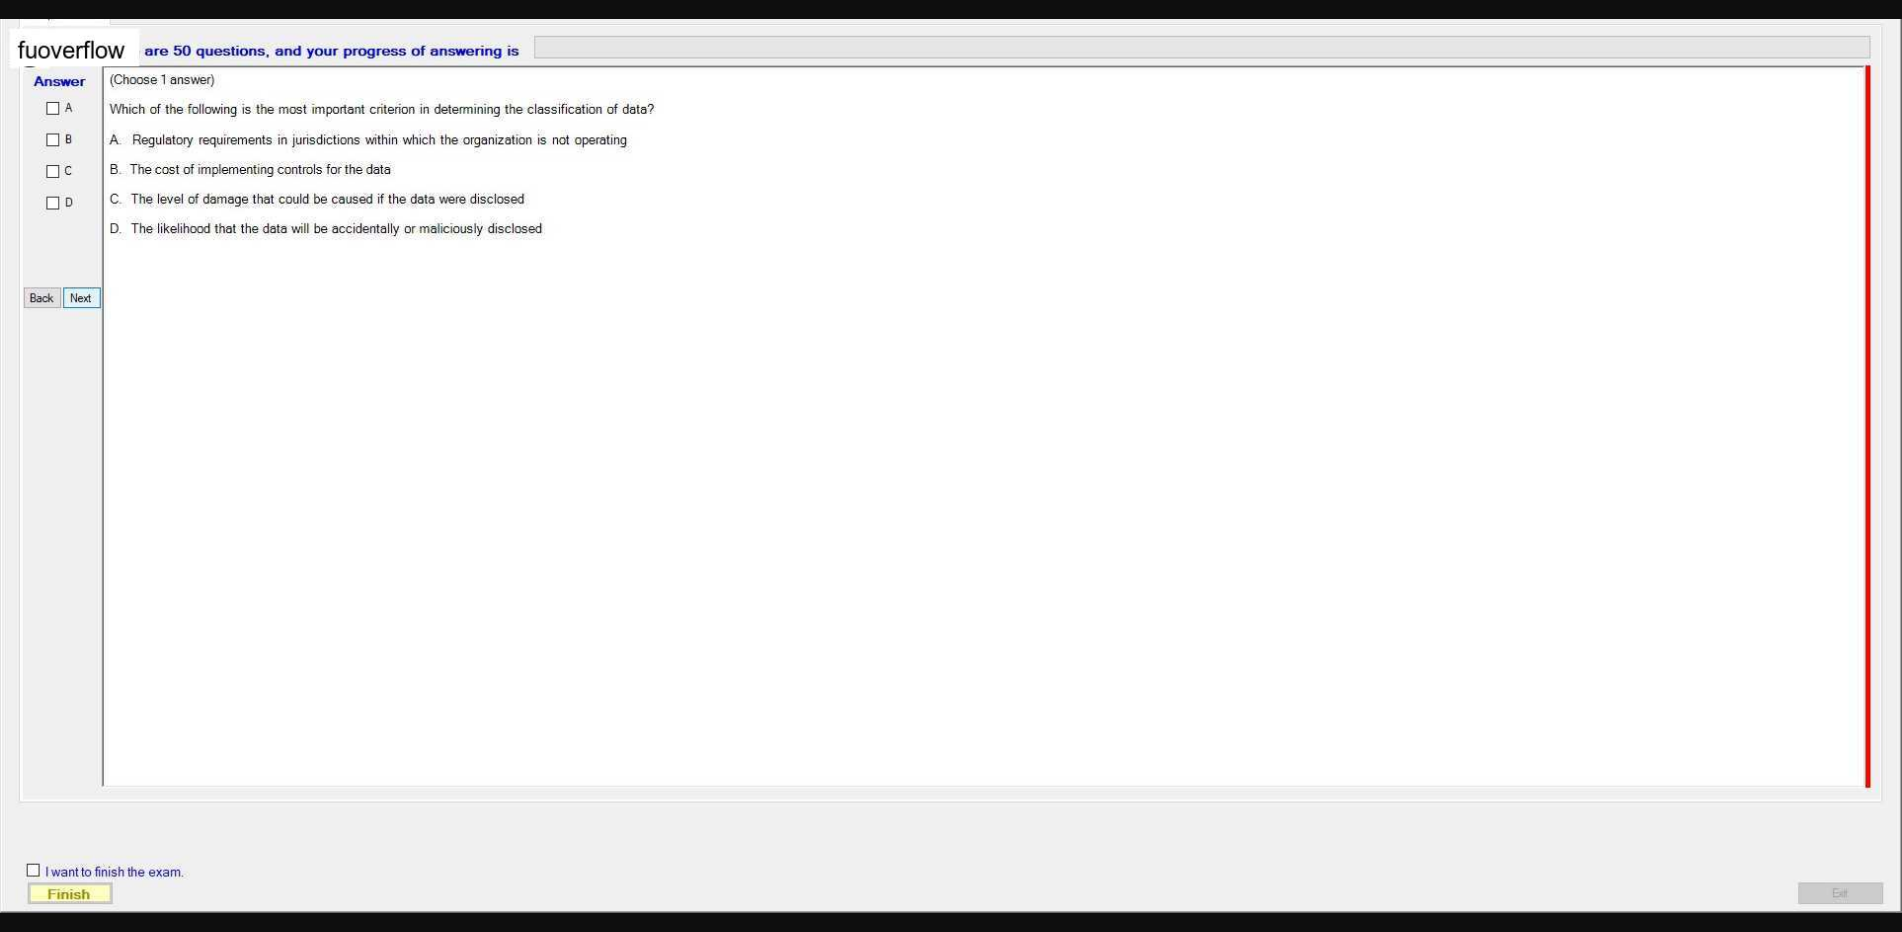 fuoverflow are 50 questions, and your progress of answering is
Answer
(Choose 1 answer)
A
Which of the following is the most important criterion in determining the classification of data?
B
A. Regulatory requirements in jurisdictions within which the organization is not operating
C
B. The cost of implementing controls for the data
D
C. The level of damage that could be caused if the data were disclosed
D. The likelihood that the data will be accidentally or maliciously disclosed
Back Next
I want to finish the exam.
Finish
Exit